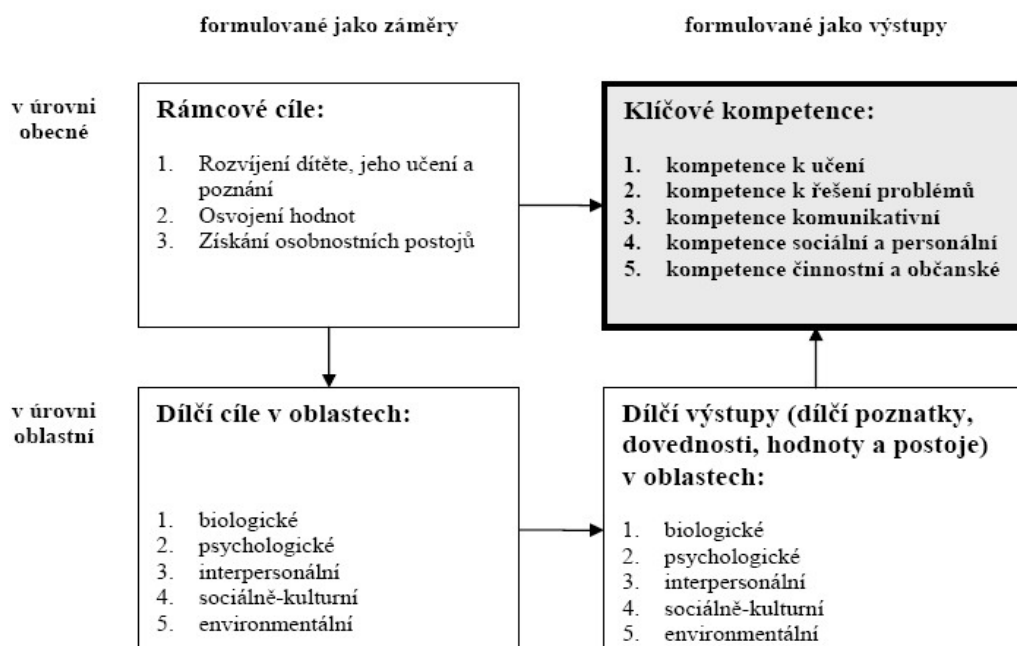 formulované jako záměry
formulované jako výstupy
v úrovni
obecné
Rámcové cíle:
1. Rozvíjení dítěte, jeho učení a
poznání
2. Osvojení hodnot
3. Získání osobnostních postojů
Klíčové kompetence:
1. kompetence k učení
2. kompetence k řešení problémů
3. kompetence komunikativní
4. kompetence sociální a personální
5. kompetence činnostní a občanské
v úrovni
oblastní
Dílčí cíle v oblastech:
1. biologické
2. psychologické
3. interpersonální
4. sociálně-kulturní
5. environmentální
Dílčí výstupy (dílčí poznatky,
dovednosti, hodnoty a postoje)
v oblastech:
1. biologické
2. psychologické
3. interpersonální
4. sociálně-kulturní
5. environmentální